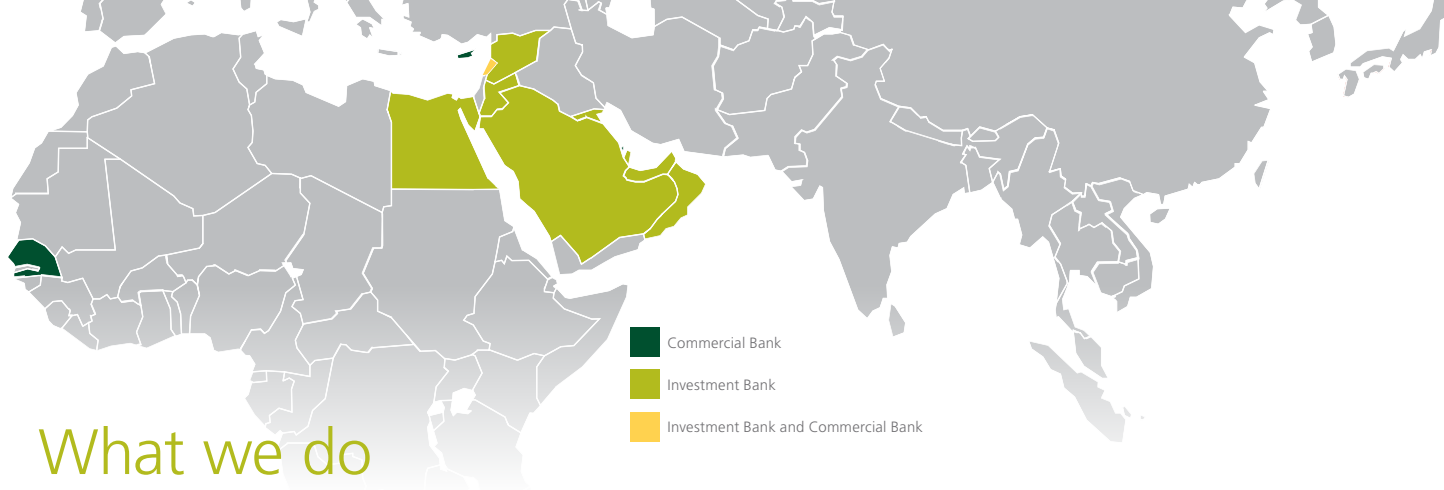 Commercial Bank
Investment Bank
Investment Bank and Commercial Bank
What we do